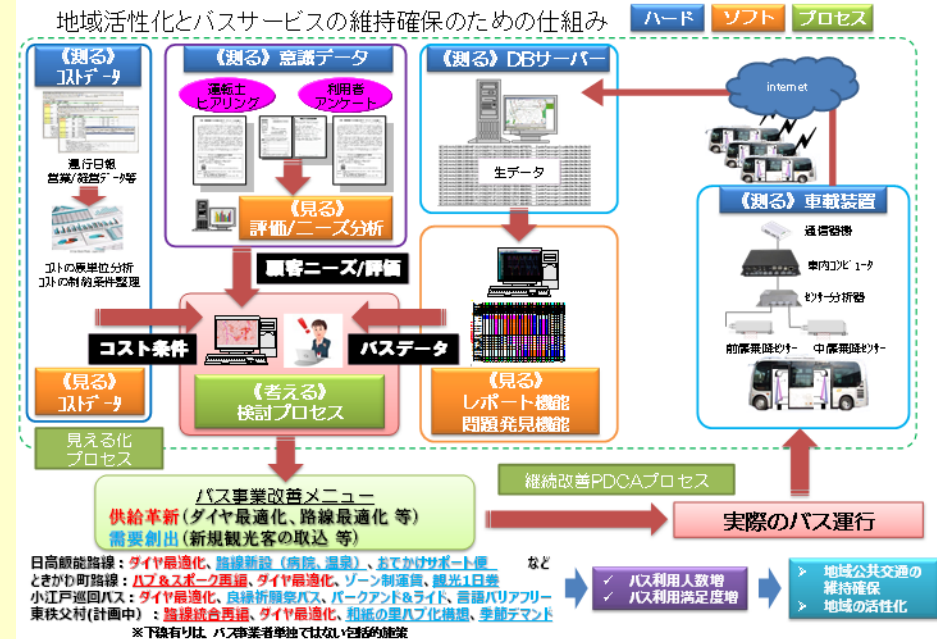 地域活性化とバスサービスの維持確保のための仕組み
ハード
ソフト
プロセス
《測る》
コストデータ
運行日報
営業/経営データ等
コストの原単位分析
コストの制約条件整理
《見る》
コストデータ
《測る》意識データ
運転士
ヒアリング
利用者
アンケート
《見る》
評価/ニーズ分析
顧客ニーズ/評価
コスト条件
バスデータ
《考える》
検討プロセス
《測る》DBサーバー
生データ
《見る》
レポート機能
問題発見機能
internet
《測る》車載装置
通信器機
車内コンピュータ
センサー分析器
前扉乗降センサー
中扉乗降センサー
見える化
プロセス
継続改善PDCAプロセス
バス事業改善メニュー
供給革新(ダイヤ最適化、路線最適化 等)
需要創出(新規観光客の取込 等)
実際のバス運行
日高飯能路線：ダイヤ最適化、路線新設（病院、温泉）、おでかけサポート便 など
ときがわ町路線：ハブ&スポーク再編、ダイヤ最適化、ゾーン制運賃、観光1日券
小江戸巡回バス：ダイヤ最適化、良縁祈願祭バス、パークアンド&ライド、言語バリアフリー
東秩父村(計画中）：路線統合再編、ダイヤ最適化、和紙の里ハブ化構想、季節デマンド
※下線有りは、バス事業者単独ではない包括的施策
✓ バス利用人数増
✓ バス利用満足度増
➢ 地域公共交通の
維持確保
➢ 地域の活性化